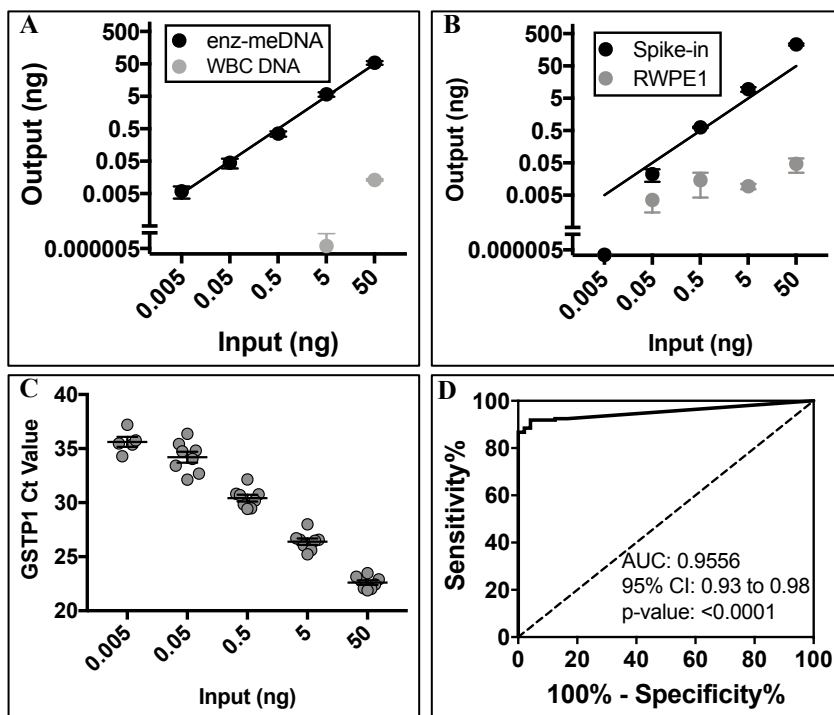 A
enz-meDNA
WBC DNA
Output (ng)
500
50
5
0.5
0.05
0.005
0.000005
0.005
0.05
0.5
5
50
Input (ng)
B
Spike-in
RWPE1
Output (ng)
500
50
5
0.5
0.05
0.005
0.000005
0.005
0.05
0.5
5
50
Input (ng)
C
GSTP1 Ct Value
40
35
30
25
20
0.005
0.05
0.5
5
50
Input (ng)
D
Sensitivity%
100
80
60
40
20
0
AUC: 0.9556
95% CI: 0.93 to 0.98
p-value: <0.0001
0
20
40
60
80
100
100% - Specificity%